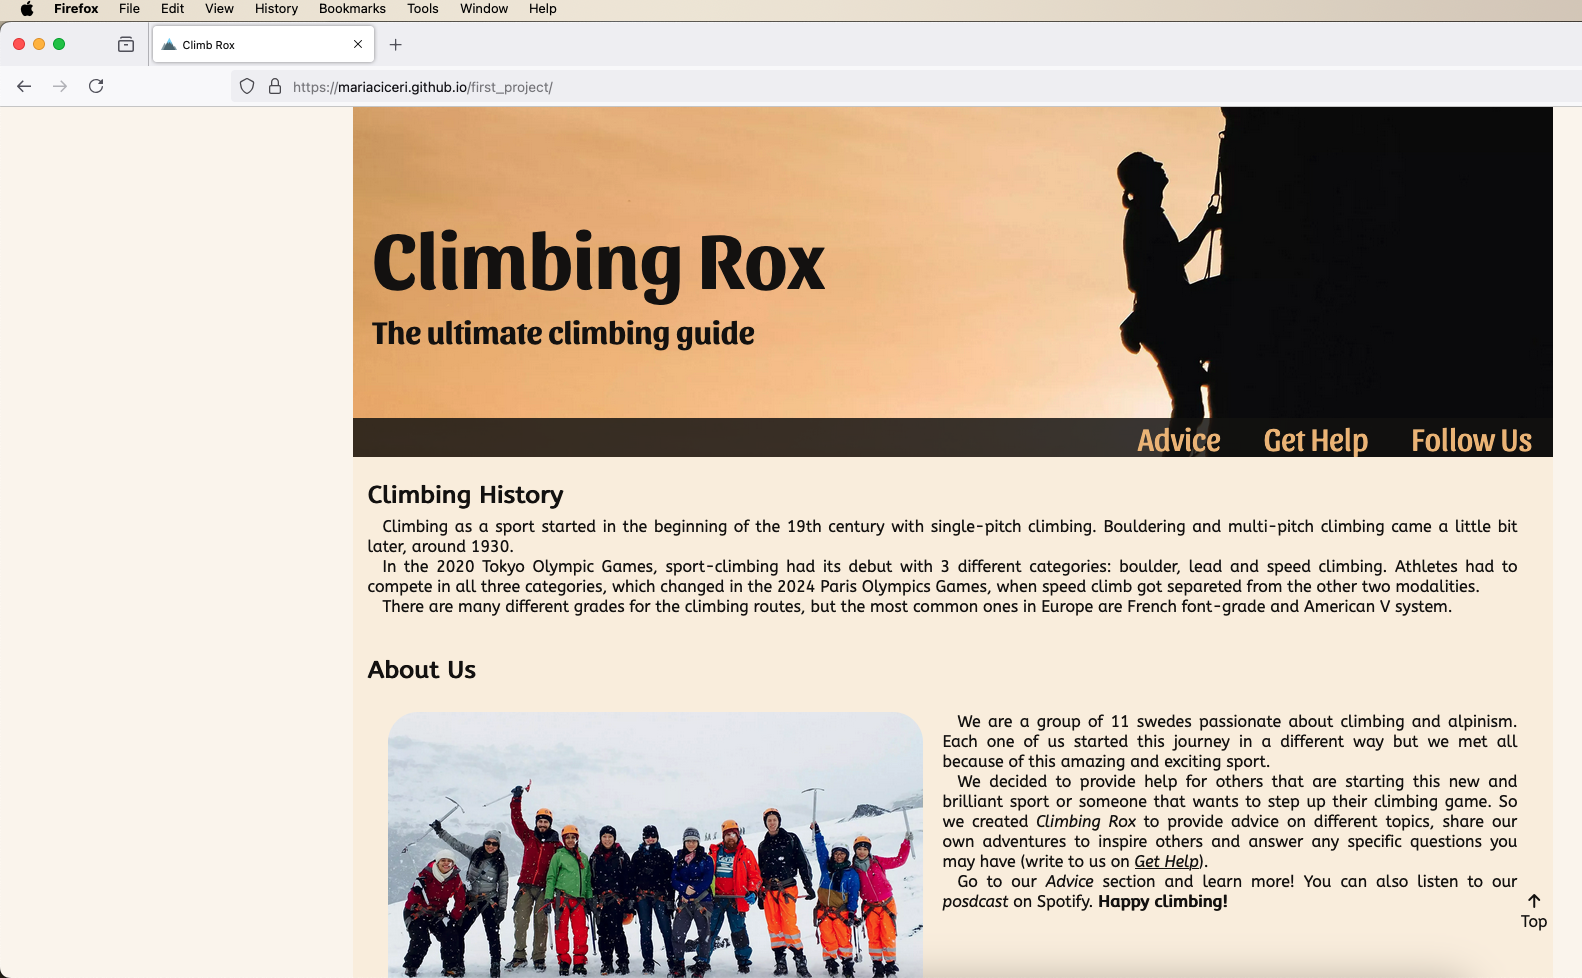 Firefox File Edit View History Bookmarks Tools Window Help
Climb Rox
https://mariaciceri.github.io/first_project/
Climbing Rox
The ultimate climbing guide
Advice Get Help Follow Us
Climbing History
Climbing as a sport started in the beginning of the 19th century with single-pitch climbing. Bouldering and multi-pitch climbing came a little bit
later, around 1930.
In the 2020 Tokyo Olympic Games, sport-climbing had its debut with 3 different categories: boulder, lead and speed climbing. Athletes had to
compete in all three categories, which changed in the 2024 Paris Olympics Games, when speed climb got separeted from the other two modalities.
There are many different grades for the climbing routes, but the most common ones in Europe are French font-grade and American V system.
About Us
We are a group of 11 swedes passionate about climbing and alpinism.
Each one of us started this journey in a different way but we met all
because of this amazing and exciting sport.
We decided to provide help for others that are starting this new and
brilliant sport or someone that wants to step up their climbing game. So
we created Climbing Rox to provide advice on different topics, share our
own adventures to inspire others and answer any specific questions you
may have (write to us on Get Help).
Go to our Advice section and learn more! You can also listen to our
posdcast on Spotify. Happy climbing!
Top